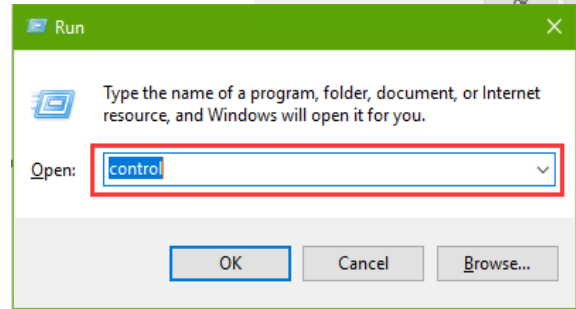 Run
Type the name of a program, folder, document, or Internet
resource, and Windows will open it for you.
Open:
control
OK
Cancel
Browse...